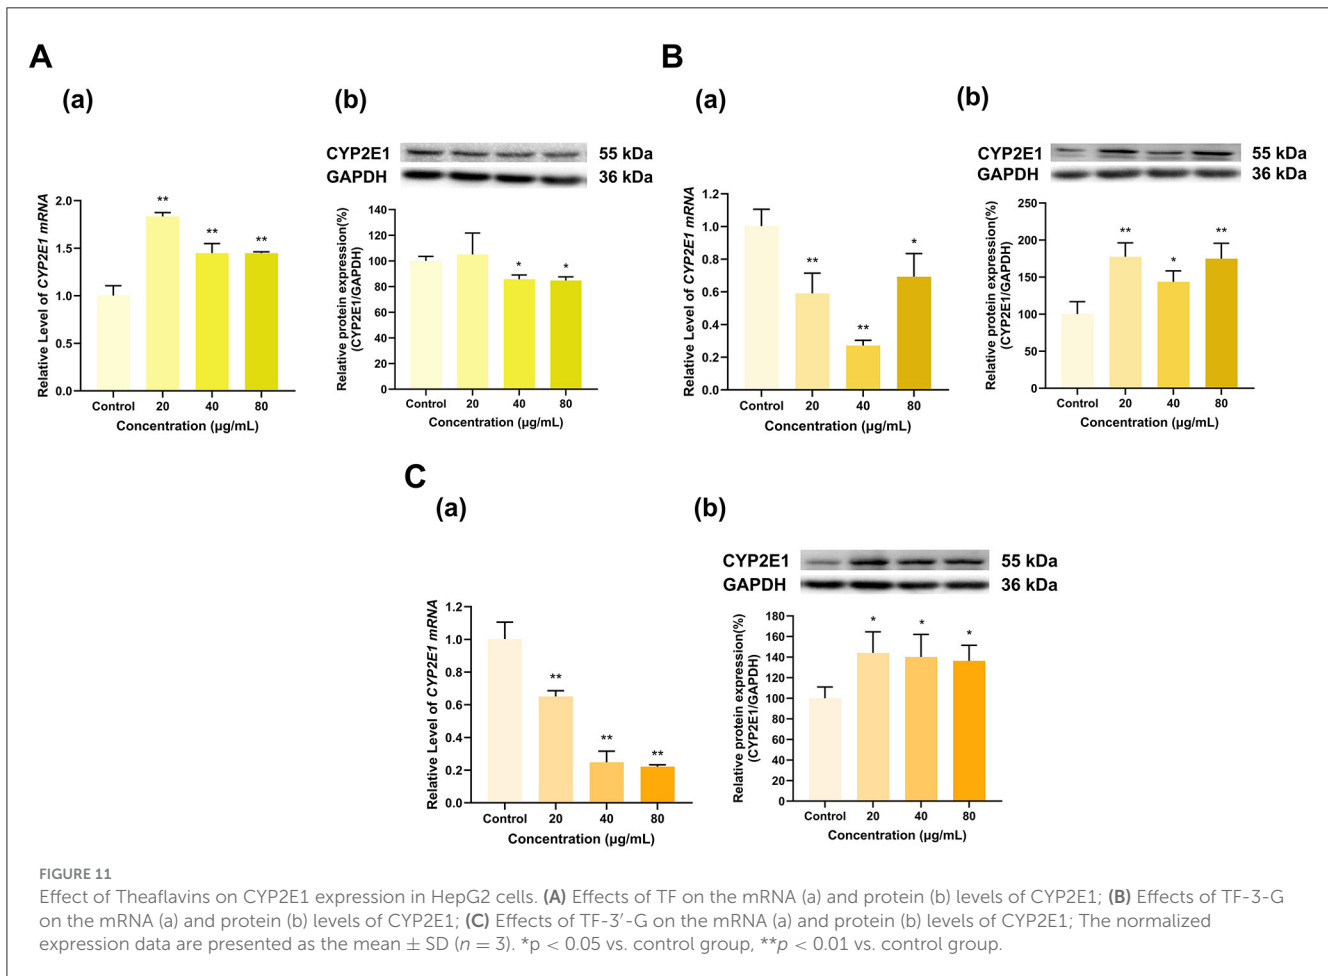 A
(a)
Relative Level of CYP2E1 mRNA
2.0
1.5
1.0
0.5
0.0
**
**
**
Control 20 40 80
Concentration (µg/mL)
(b)
CYP2E1 55 kDa
GAPDH 36 kDa
Relative protein expression(%)
(CYP2E1/GAPDH)
140
120
100
80
60
40
20
0
*
*
Control 20 40 80
Concentration (µg/mL)
B
(a)
Relative Level of CYP2E1 mRNA
1.2
1.0
0.8
0.6
0.4
0.2
0.0
**
**
*
Control 20 40 80
Concentration (µg/mL)
(b)
CYP2E1 55 kDa
GAPDH 36 kDa
Relative protein expression(%)
(CYP2E1/GAPDH)
250
200
150
100
50
0
**
*
**
Control 20 40 80
Concentration (µg/mL)
C
(a)
Relative Level of CYP2E1 mRNA
1.2
1.0
0.8
0.6
0.4
0.2
0.0
**
**
**
Control 20 40 80
Concentration (µg/mL)
(b)
CYP2E1 55 kDa
GAPDH 36 kDa
Relative protein expression(%)
(CYP2E1/GAPDH)
180
160
140
120
100
80
60
40
20
0
*
*
*
Control 20 40 80
Concentration (µg/mL)
FIGURE 11
Effect of Theaflavins on CYP2E1 expression in HepG2 cells. (A) Effects of TF on the mRNA (a) and protein (b) levels of CYP2E1; (B) Effects of TF-3-G
on the mRNA (a) and protein (b) levels of CYP2E1; (C) Effects of TF-3′-G on the mRNA (a) and protein (b) levels of CYP2E1; The normalized
expression data are presented as the mean ± SD (n = 3). *p < 0.05 vs. control group, **p < 0.01 vs. control group.